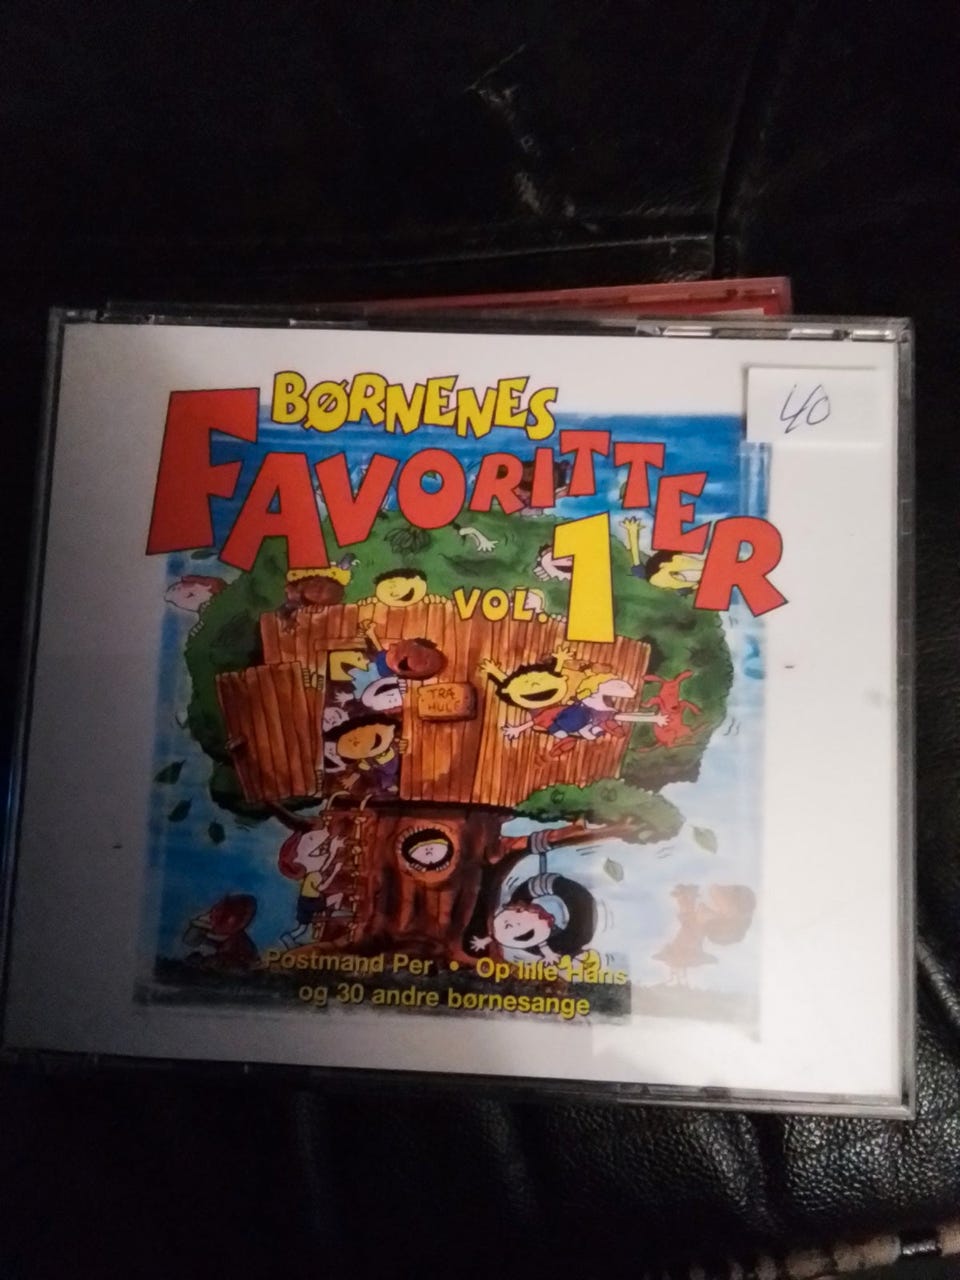 BØRNENES
FAVORITTER
VOL. 1
40
TRÆ
HULE
Postmand Per • Op lille Hans
og 30 andre børnesange